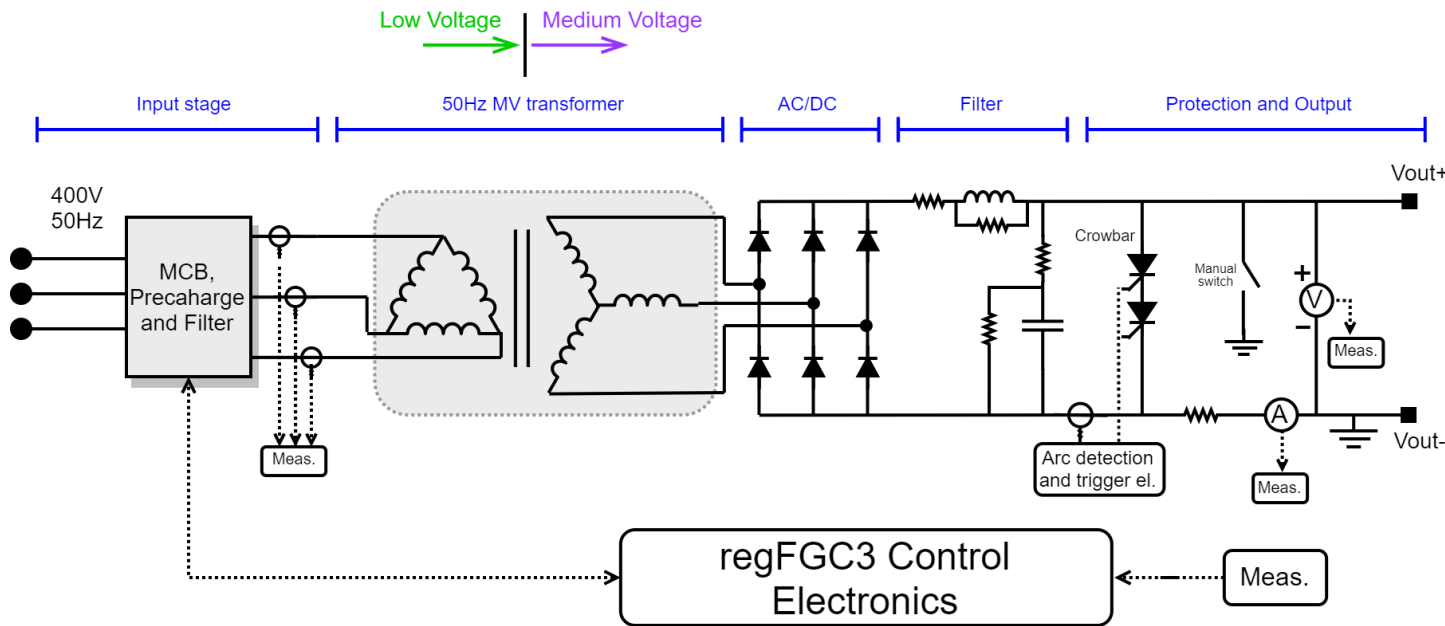 Low Voltage
Medium Voltage
Input stage
50Hz MV transformer
AC/DC
Filter
Protection and Output
400V
50Hz
Vout+
MCB,
Precaharge
and Filter
Crowbar
Manual
switch
+
V
−
Meas.
A
Vout-
Meas.
Arc detection
and trigger el.
Meas.
regFGC3 Control
Electronics
Meas.